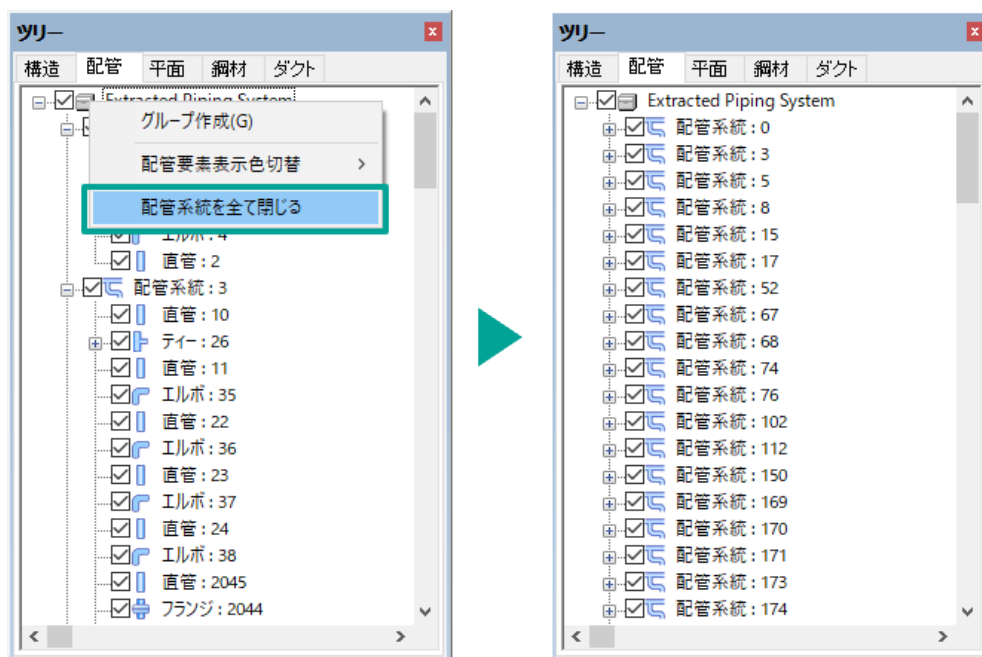 ツリー
構造 配管 平面 鋼材 ダクト
グループ作成(G)
配管要素表示色切替
配管系統を全て閉じる
エルボ : 4
直管 : 2
配管系統 : 3
直管 : 10
ティー : 26
直管 : 11
エルボ : 35
直管 : 22
エルボ : 36
直管 : 23
エルボ : 37
直管 : 24
エルボ : 38
直管 : 2045
フランジ : 2044
ツリー
構造 配管 平面 鋼材 ダクト
Extracted Piping System
配管系統 : 0
配管系統 : 3
配管系統 : 5
配管系統 : 8
配管系統 : 15
配管系統 : 17
配管系統 : 52
配管系統 : 67
配管系統 : 68
配管系統 : 74
配管系統 : 76
配管系統 : 102
配管系統 : 112
配管系統 : 150
配管系統 : 169
配管系統 : 170
配管系統 : 171
配管系統 : 173
配管系統 : 174